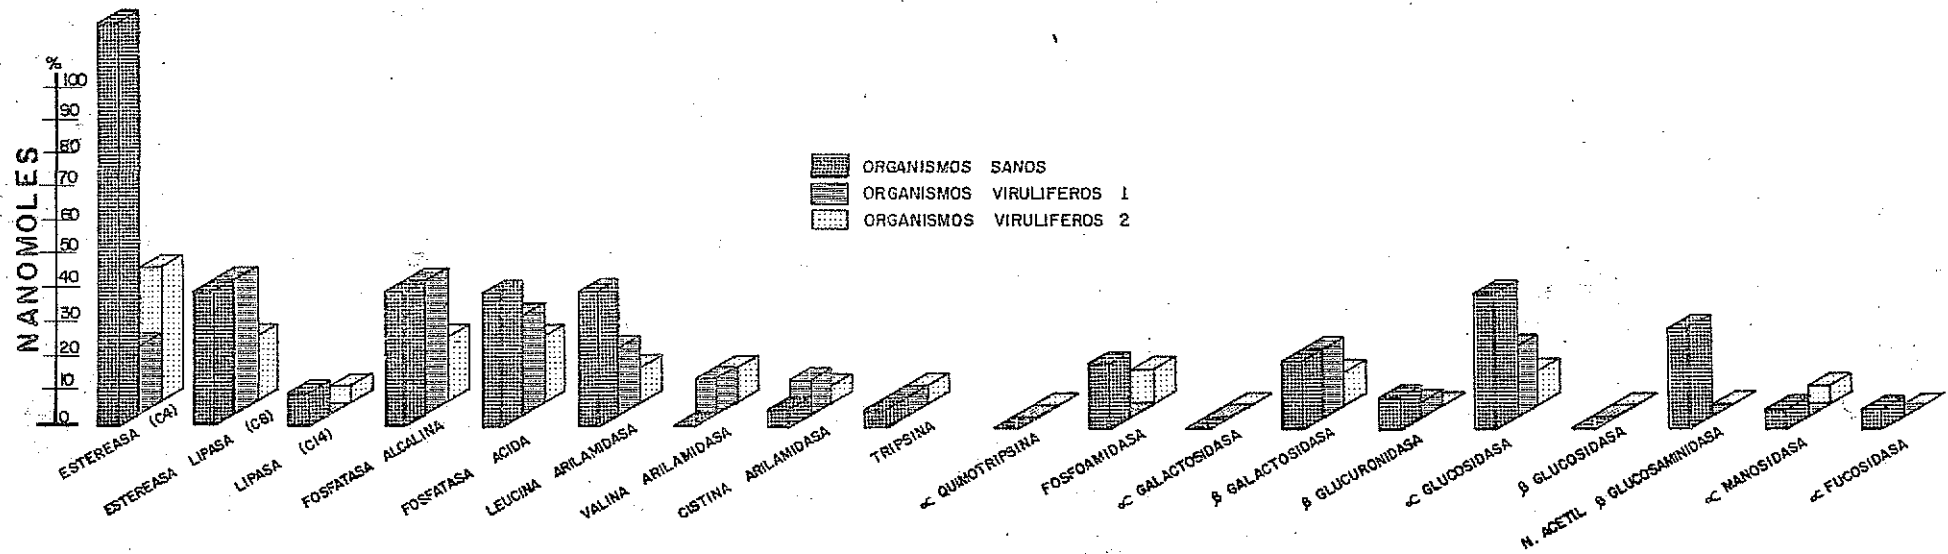 %
100
90
80
70
60
50
40
30
20
10
0
NANOMOLES
ORGANISMOS SANOS
ORGANISMOS VIRULIFEROS 1
ORGANISMOS VIRULIFEROS 2
ESTEREASA (C4)
ESTEREASA LIPASA (C8)
LIPASA (C14)
FOSFATASA ALCALINA
FOSFATASA ACIDA
LEUCINA ARILAMIDASA
VALINA ARILAMIDASA
CISTINA ARILAMIDASA
TRIPSINA
∝ QUIMOTRIPSINA
FOSFOAMIDASA
∝ GALACTOSIDASA
β GALACTOSIDASA
β GLUCURONIDASA
∝ GLUCOSIDASA
β GLUCOSIDASA
N. ACETIL β GLUCOSAMINIDASA
∝ MANOSIDASA
∝ FUCOSIDASA